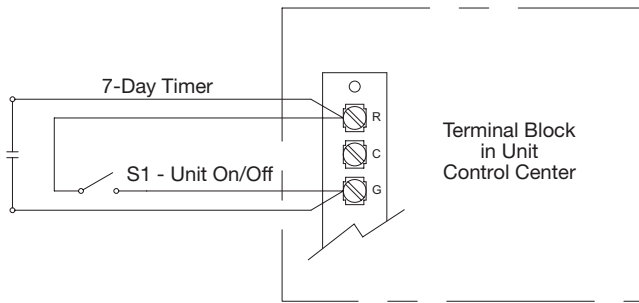 7-Day Timer
R
C
S1 - Unit On/Off
G
Terminal Block
in Unit
Control Center